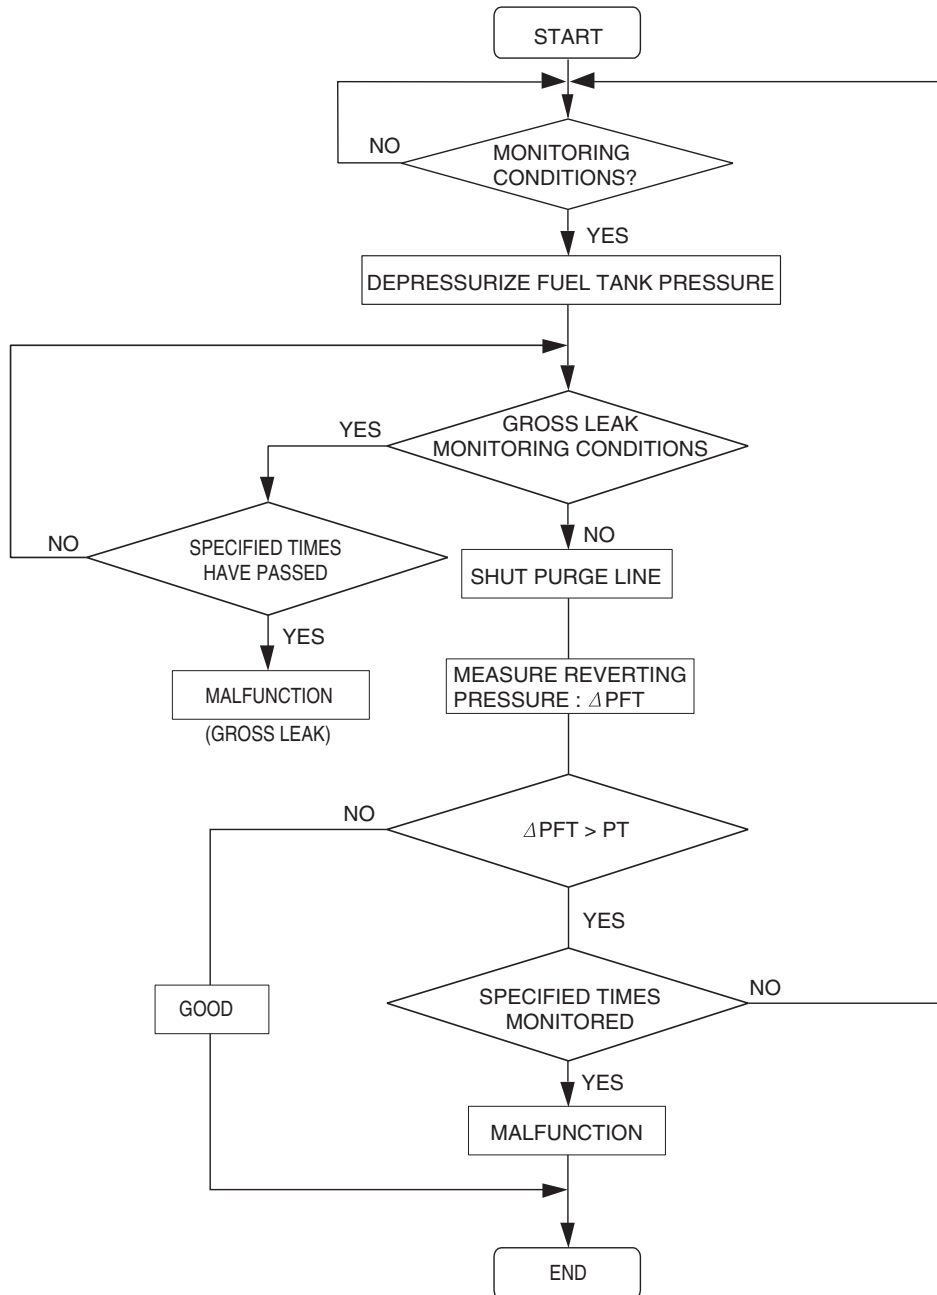 START
NO
MONITORING
CONDITIONS?
YES
DEPRESSURIZE FUEL TANK PRESSURE
YES
GROSS LEAK
MONITORING CONDITIONS
NO
SPECIFIED TIMES
HAVE PASSED
NO
SHUT PURGE LINE
YES
MEASURE REVERTING
PRESSURE : ΔPFT
MALFUNCTION
(GROSS LEAK)
NO
ΔPFT > PT
YES
GOOD
SPECIFIED TIMES
MONITORED
NO
YES
MALFUNCTION
END